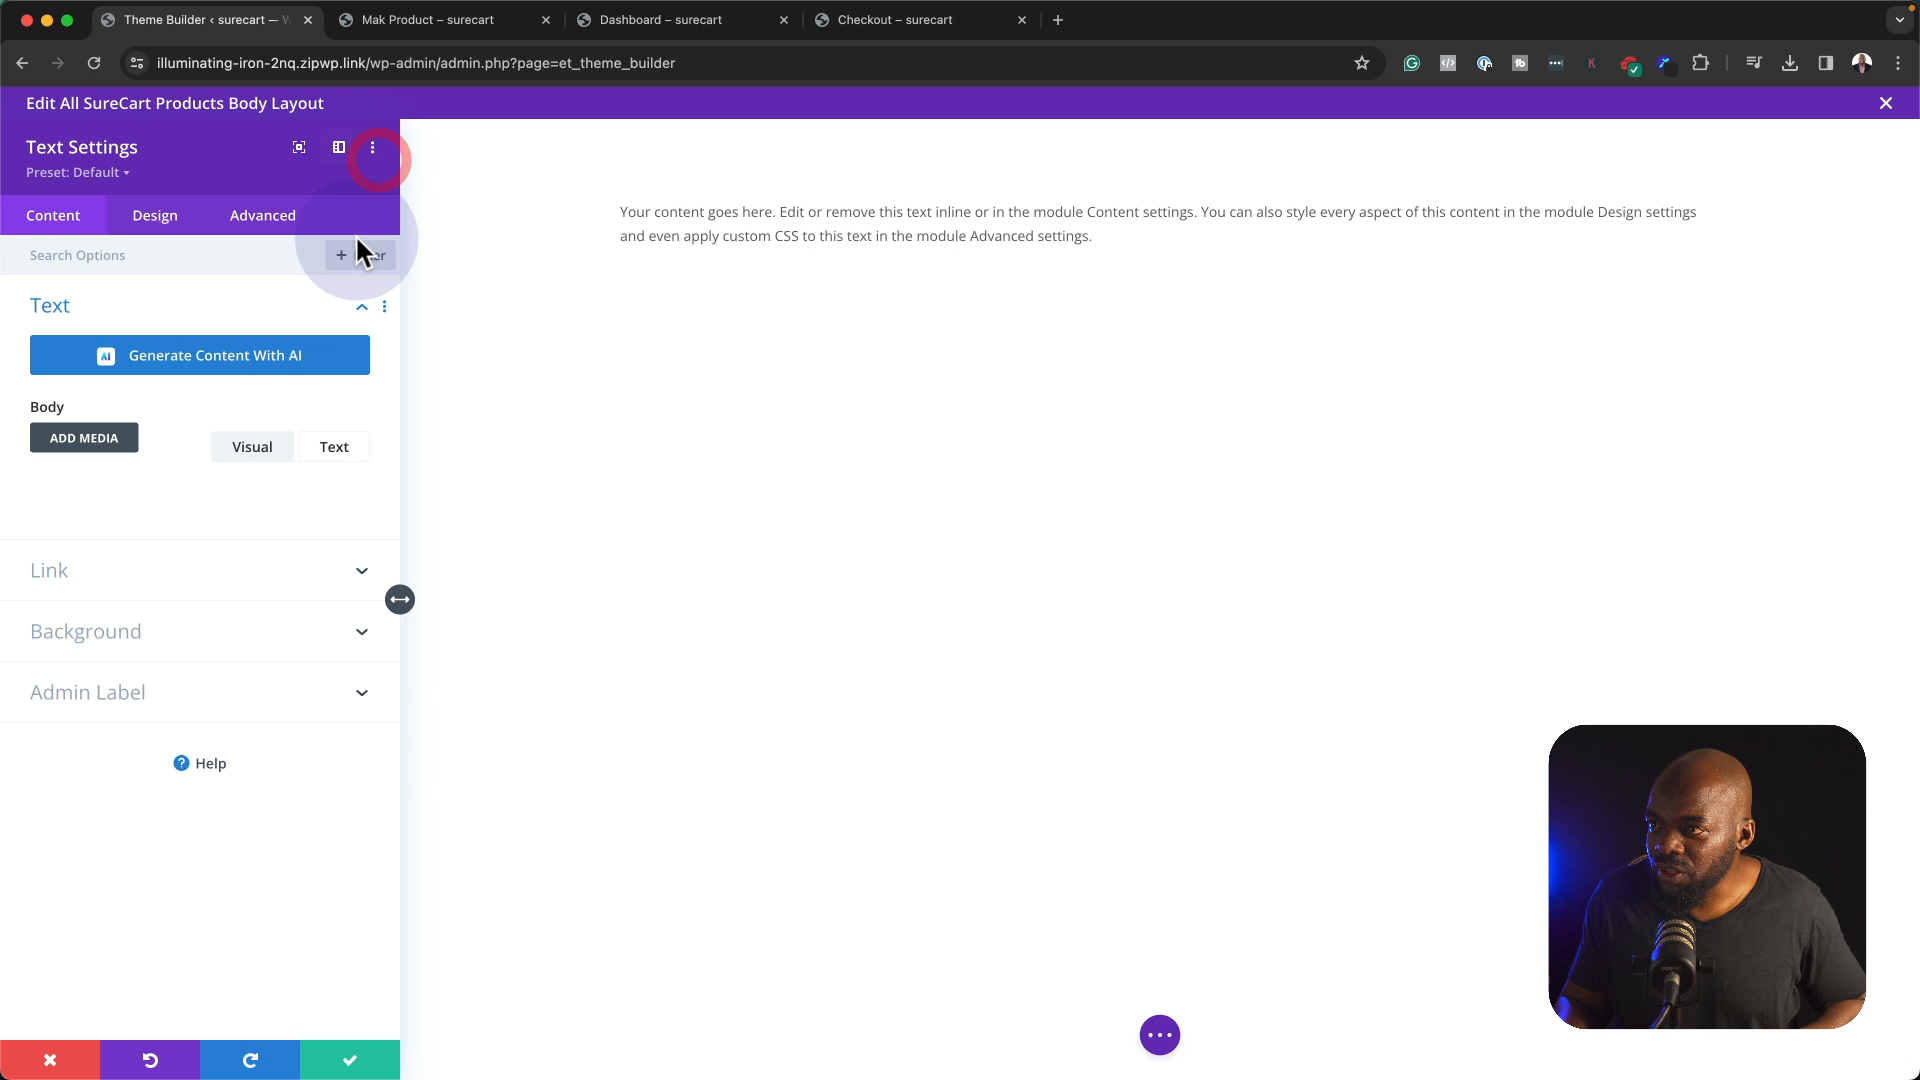 Theme Builder ‹ surecart — W
Mak Product – surecart
Dashboard – surecart
Checkout – surecart
illuminating-iron-2nq.zipwp.link/wp-admin/admin.php?page=et_theme_builder
Edit All SureCart Products Body Layout
Text Settings
Preset: Default
Content
Design
Advanced
Search Options
Your content goes here. Edit or remove this text inline or in the module Content settings. You can also style every aspect of this content in the module Design settings
and even apply custom CSS to this text in the module Advanced settings.
Text
AI Generate Content With AI
Body
ADD MEDIA
Visual
Text
Link
Background
Admin Label
? Help